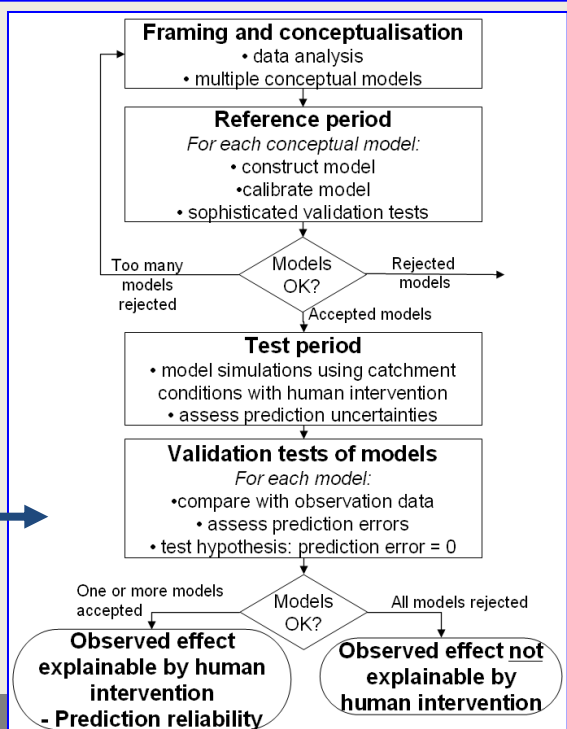 Framing and conceptualisation
• data analysis
• multiple conceptual models
Reference period
For each conceptual model:
• construct model
•calibrate model
• sophisticated validation tests
Models
OK?
Too many
models
rejected
Rejected
models
Accepted models
Test period
• model simulations using catchment
conditions with human intervention
• assess prediction uncertainties
Validation tests of models
For each model:
•compare with observation data
• assess prediction errors
• test hypothesis: prediction error = 0
Models
OK?
One or more models
accepted
All models rejected
Observed effect
explainable by human
intervention
- Prediction reliability
Observed effect not
explainable by
human intervention